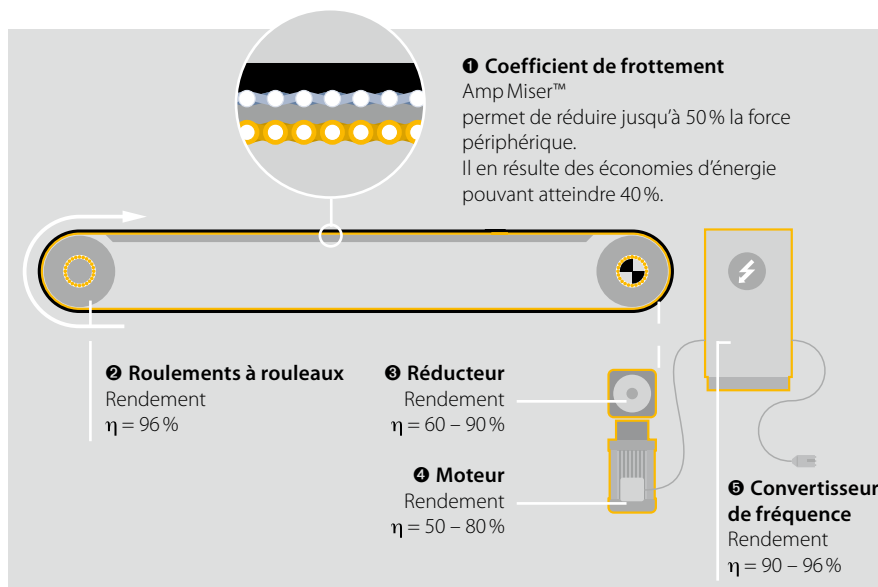 ❶ Coefficient de frottement
Amp Miser™
permet de réduire jusqu'à 50 % la force
périphérique.
Il en résulte des économies d'énergie
pouvant atteindre 40 %.
❷ Roulements à rouleaux
Rendement
η = 96 %
❸ Réducteur
Rendement
η = 60 – 90 %
❹ Moteur
Rendement
η = 50 – 80 %
❺ Convertisseur
de fréquence
Rendement
η = 90 – 96 %